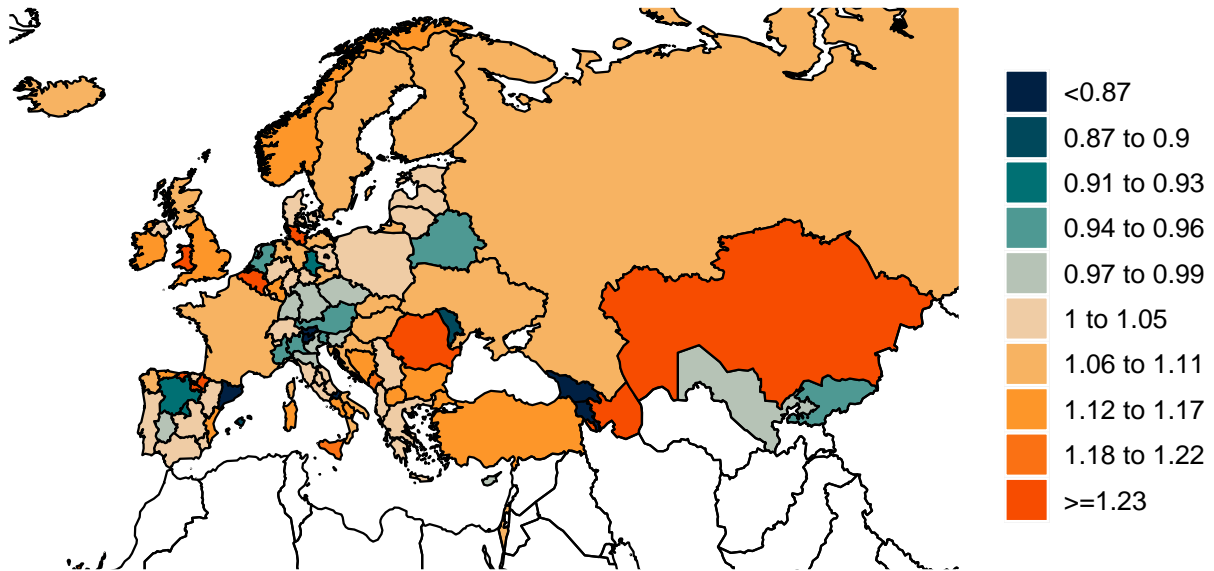 <0.87
0.87 to 0.9
0.91 to 0.93
0.94 to 0.96
0.97 to 0.99
1 to 1.05
1.06 to 1.11
1.12 to 1.17
1.18 to 1.22
>=1.23